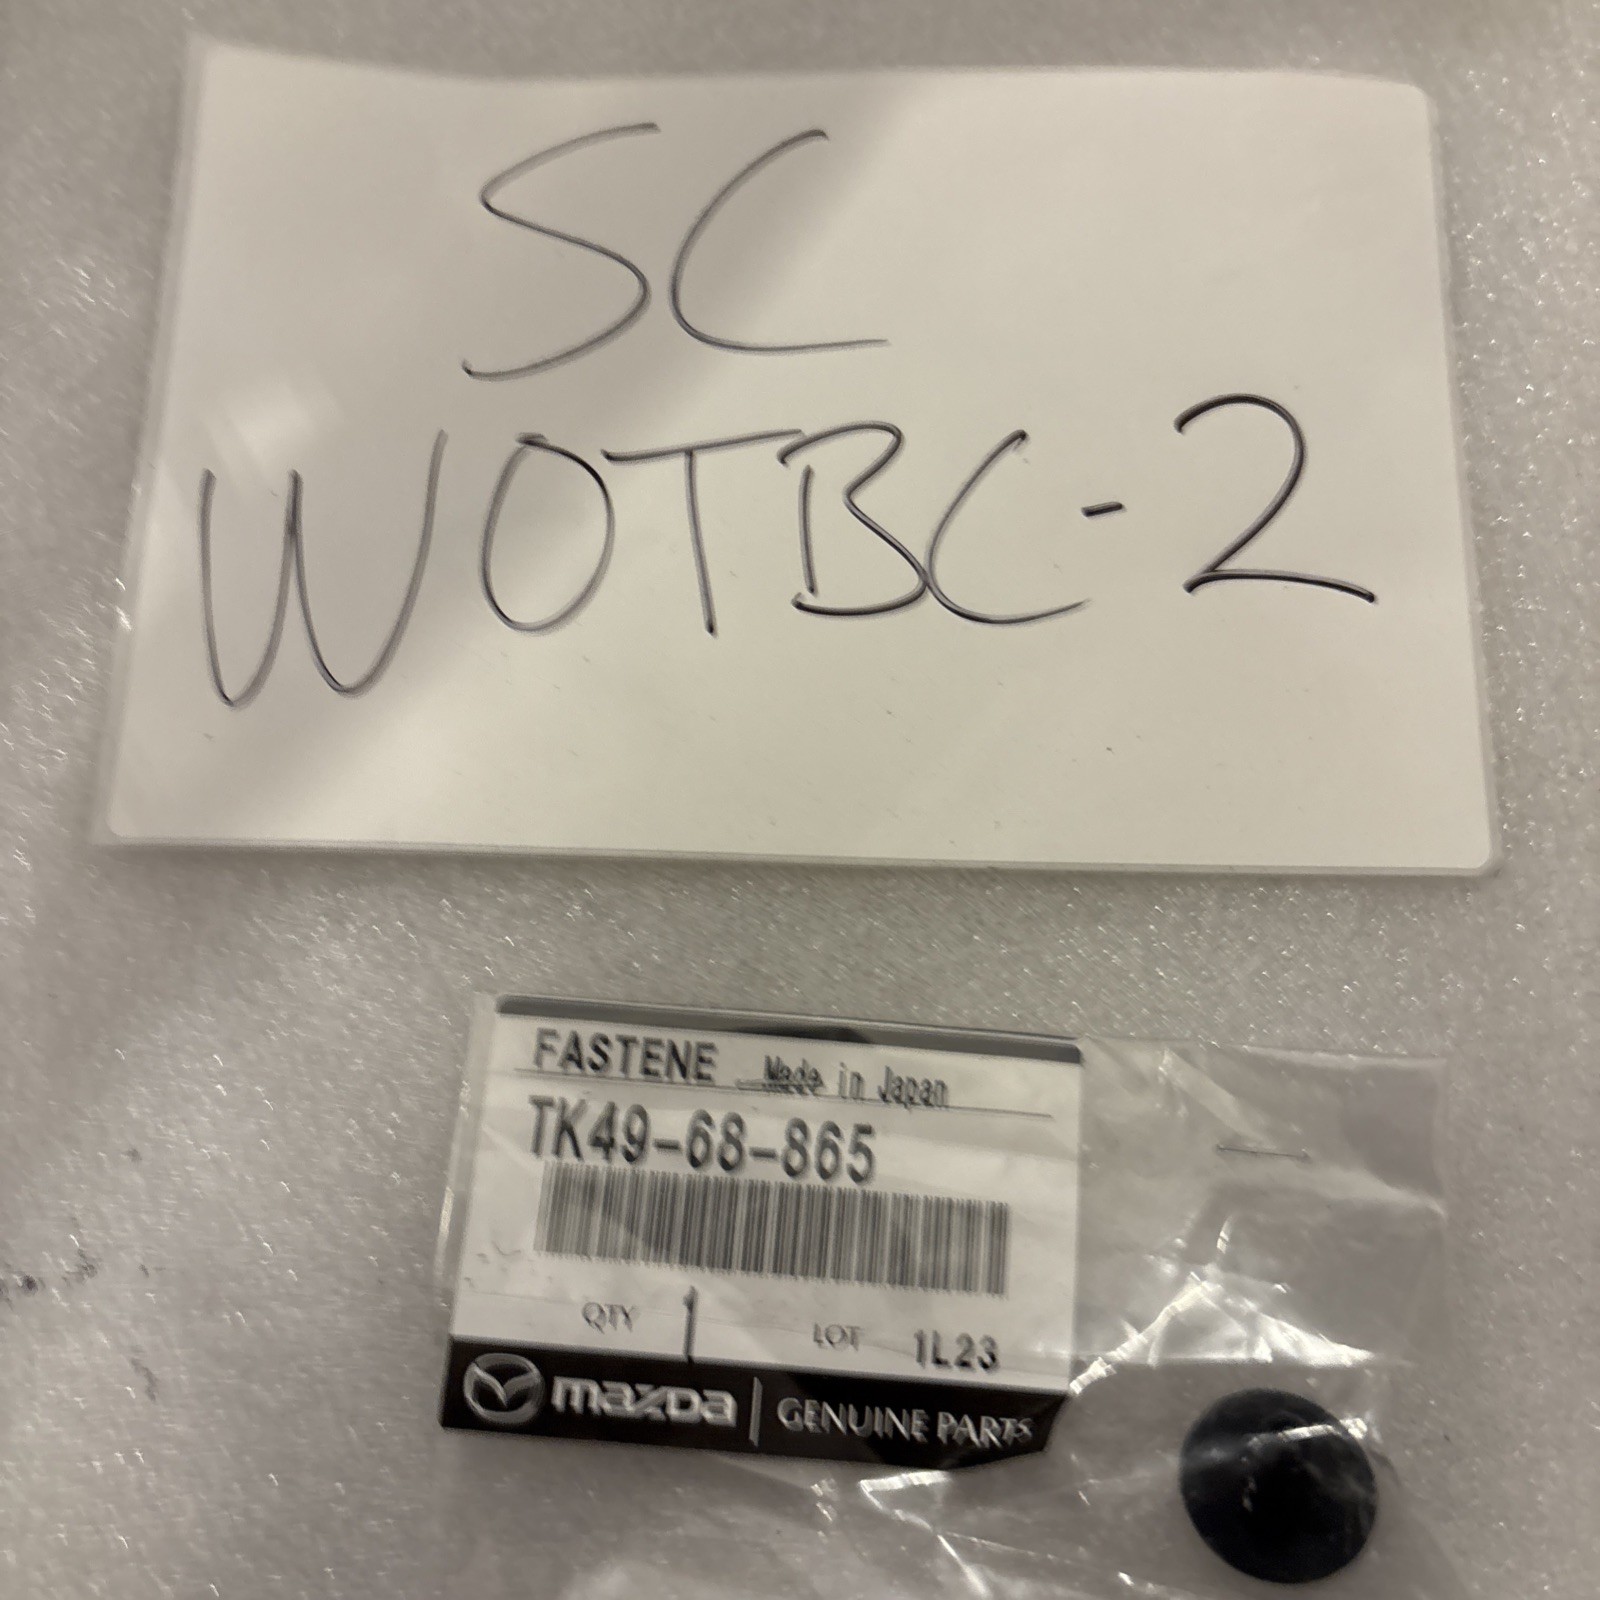 SC
WOTBC-2
FASTENE Made in Japan
TK49-68-865
QTY 1 LOT 1L23
mazDa GENUINE PARTS